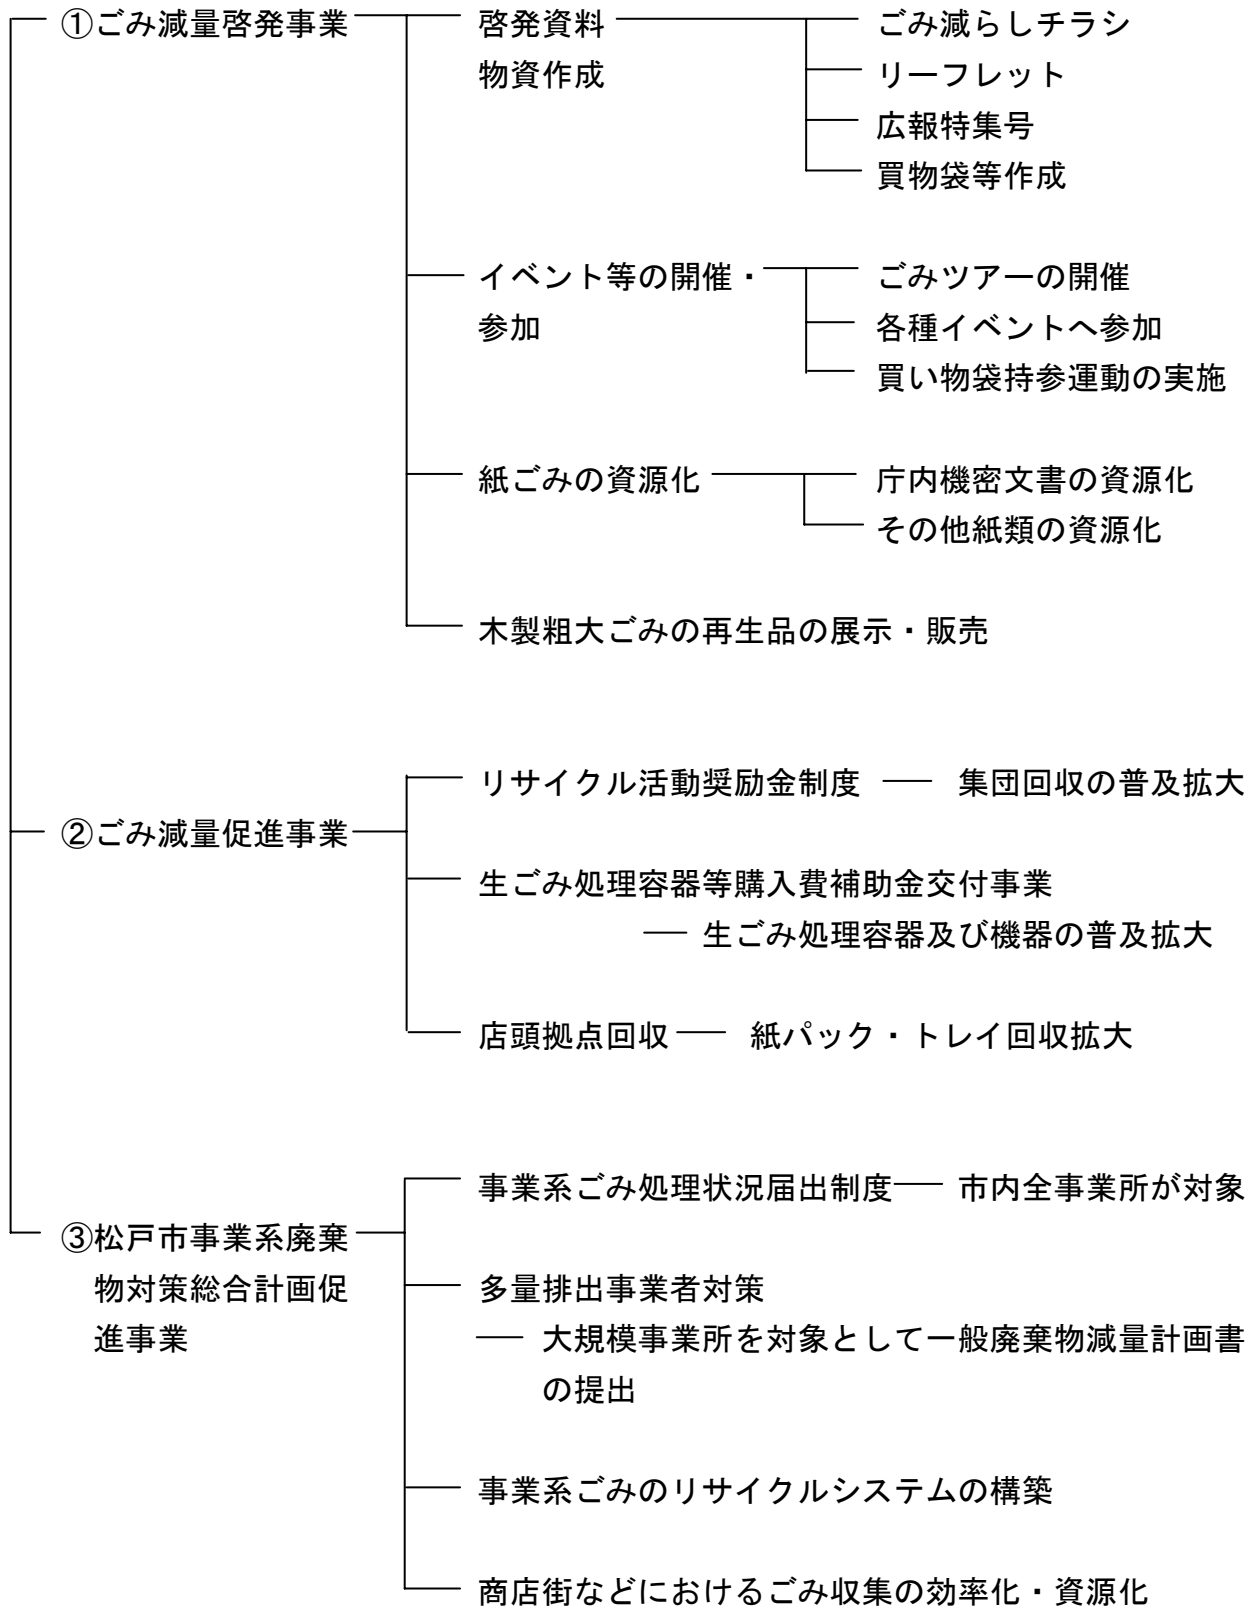 ①ごみ減量啓発事業 啓発資料 ごみ減らしチラシ
物資作成 リーフレット
広報特集号
買物袋等作成
イベント等の開催・ ごみツアーの開催
参加 各種イベントへ参加
買い物袋持参運動の実施
紙ごみの資源化 庁内機密文書の資源化
その他紙類の資源化
木製粗大ごみの再生品の展示・販売
リサイクル活動奨励金制度 集団回収の普及拡大
②ごみ減量促進事業
生ごみ処理容器等購入費補助金交付事業
生ごみ処理容器及び機器の普及拡大
店頭拠点回収 紙パック・トレイ回収拡大
事業系ごみ処理状況届出制度 市内全事業所が対象
③松戸市事業系廃棄
物対策総合計画促 多量排出事業者対策
進事業 大規模事業所を対象として一般廃棄物減量計画書
の提出
事業系ごみのリサイクルシステムの構築
商店街などにおけるごみ収集の効率化・資源化